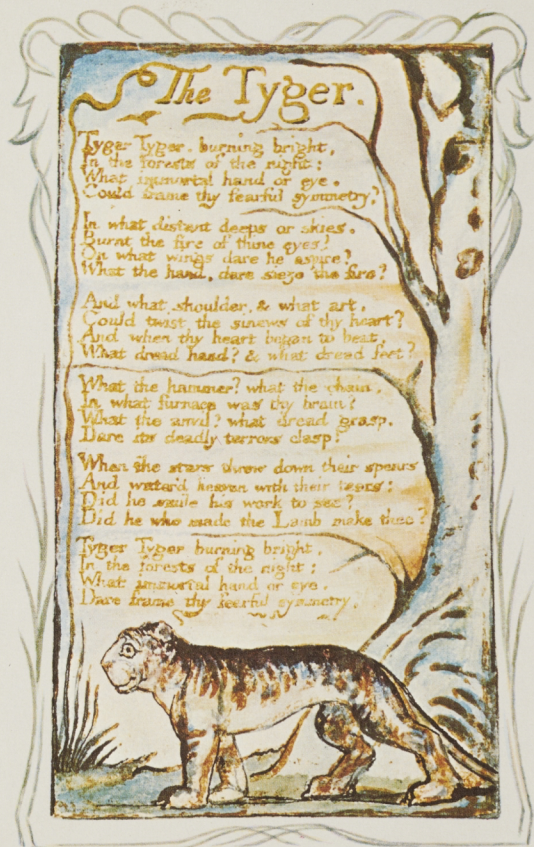 The Tyger.
Tyger Tyger, burning bright,
In the forests of the night;
What immortal hand or eye,
Could frame thy fearful symmetry?
In what distant deeps or skies.
Burnt the fire of thine eyes?
On what wings dare he aspire?
What the hand, dare sieze the fire?
And what shoulder, & what art,
Could twist the sinews of thy heart?
And when thy heart began to beat,
What dread hand? & what dread feet?
What the hammer? what the chain,
In what furnace was thy brain?
What the anvil? what dread grasp.
Dare its deadly terrors clasp!
When the stars threw down their spears
And water'd heaven with their tears:
Did he smile his work to see?
Did he who made the Lamb make thee?
Tyger Tyger burning bright,
In the forests of the night:
What immortal hand or eye,
Dare frame thy fearful symmetry.